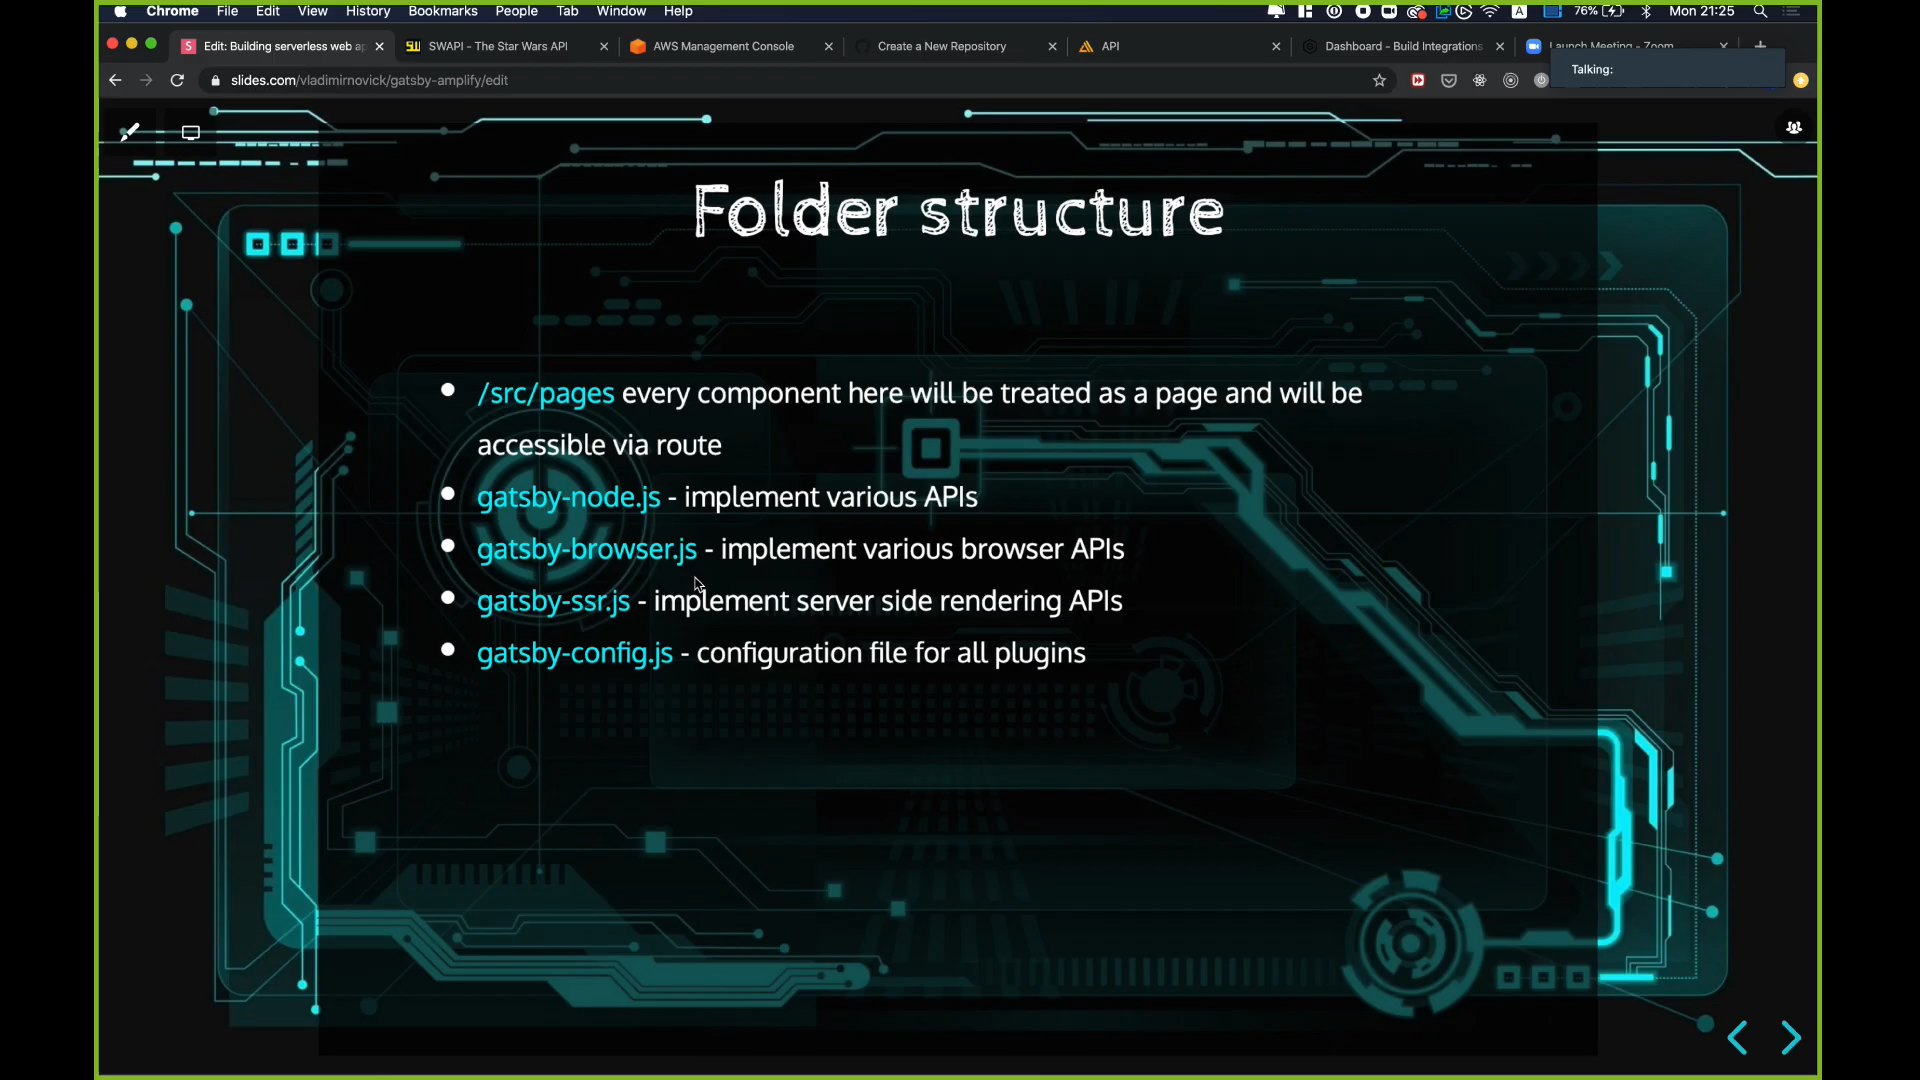 Chrome File Edit View History Bookmarks People Tab Window Help 76% A Mon 21:25
Edit: Building serverless web ap SWAPI - The Star Wars API AWS Management Console Create a New Repository API Dashboard - Build Integrations Launch Meeting - Zoom
Talking:
slides.com/vladimirnovick/gatsby-amplify/edit
Folder structure
/src/pages every component here will be treated as a page and will be
accessible via route
gatsby-node.js - implement various APIs
gatsby-browser.js - implement various browser APIs
gatsby-ssr.js - implement server side rendering APIs
gatsby-config.js - configuration file for all plugins